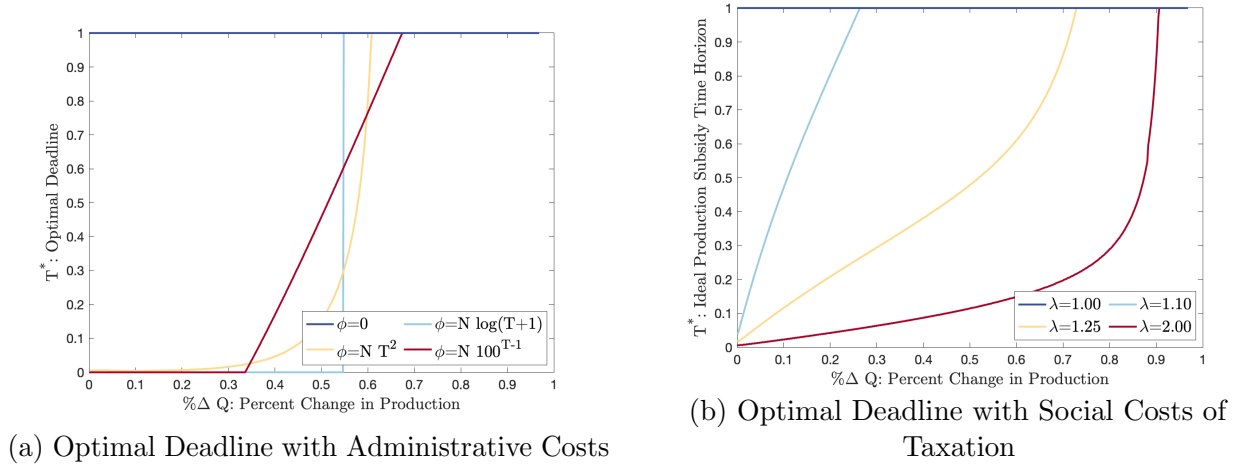 1
0.9
0.8
0.7
0.6
0.5
0.4
0.3
0.2
0.1
0
T*: Optimal Deadline
0 0.1 0.2 0.3 0.4 0.5 0.6 0.7 0.8 0.9 1
%Δ Q: Percent Change in Production
ϕ=0 ϕ=N log(T+1)
ϕ=N T² ϕ=N 100^{T-1}
(a) Optimal Deadline with Administrative Costs
1
0.9
0.8
0.7
0.6
0.5
0.4
0.3
0.2
0.1
0
T*: Ideal Production Subsidy Time Horizon
0 0.1 0.2 0.3 0.4 0.5 0.6 0.7 0.8 0.9 1
%Δ Q: Percent Change in Production
λ=1.00 λ=1.10
λ=1.25 λ=2.00
(b) Optimal Deadline with Social Costs of
Taxation